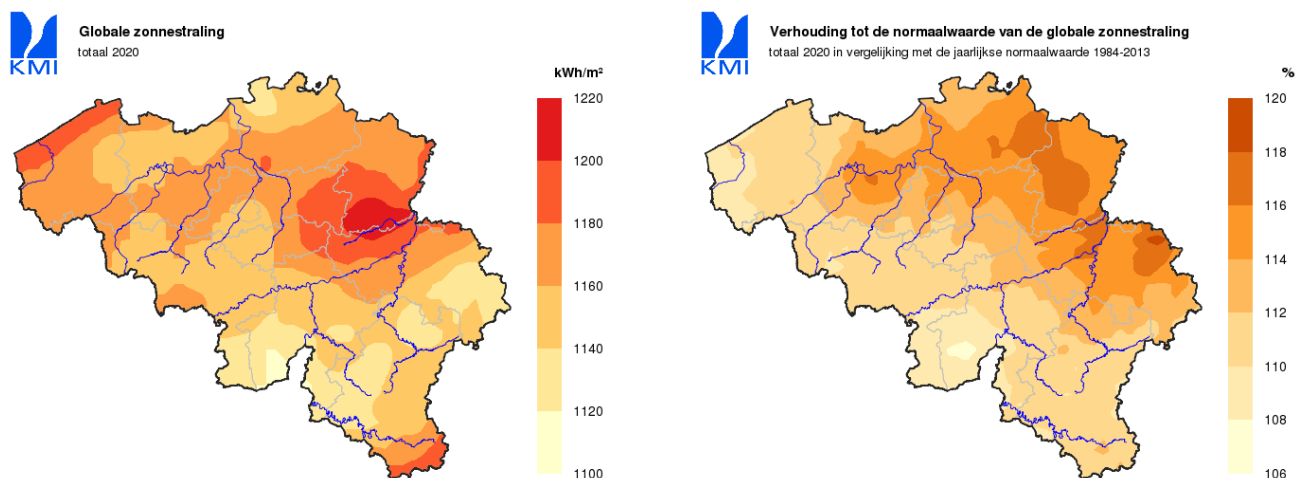 KMI
Globale zonnestraling
totaal 2020
kWh/m²
1220
1200
1180
1160
1140
1120
1100
KMI
Verhouding tot de normaalwaarde van de globale zonnestraling
totaal 2020 in vergelijking met de jaarlijkse normaalwaarde 1984-2013
%
120
118
116
114
112
110
108
106